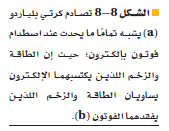 ■ الشكل 8-8 تصادم كرتي بلياردو
(a) يشبه تمامًا ما يحدث عند اصطدام
فوتون بإلكترون؛ حيث إن الطاقة
والزخم اللذين يكتسبهما الإلكترون
يساويان الطاقة والزخم اللذين
يفقدهما الفوتون (b).